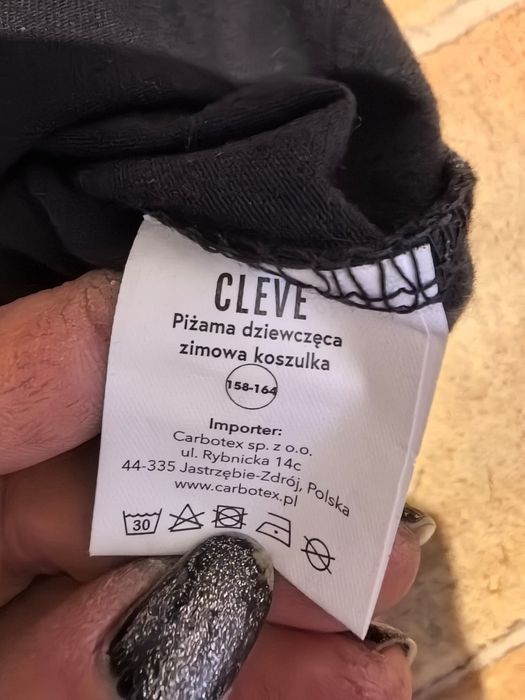 CLEVE
Piżama dziewczęca
zimowa koszulka
158-164
Importer:
Carbotex sp. z o.o.
ul. Rybnicka 14c
44-335 Jastrzębie-Zdrój, Polska
www.carbotex.pl
30